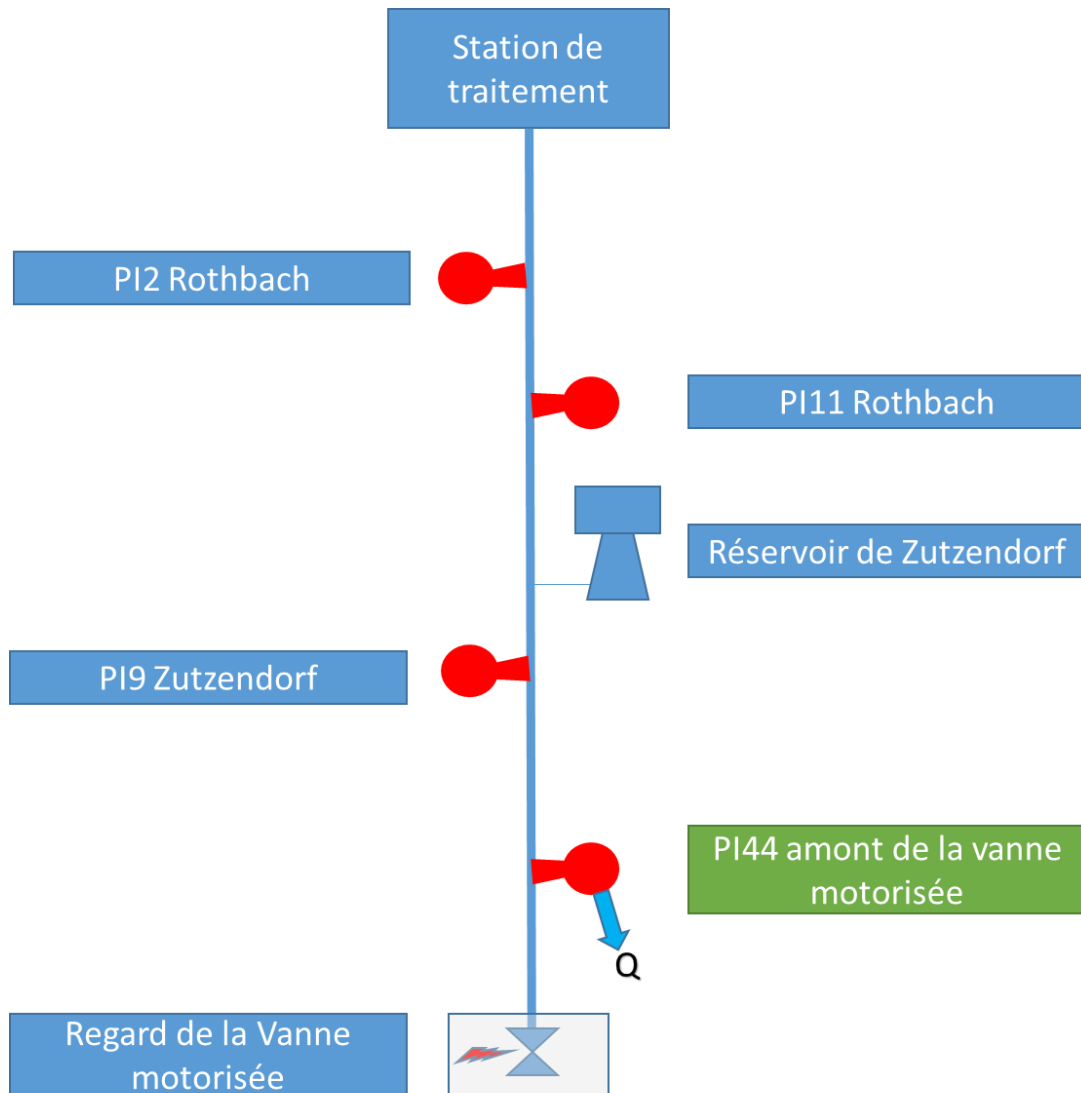 Station de
traitement
PI2 Rothbach
PI11 Rothbach
Réservoir de Zutzendorf
PI9 Zutzendorf
PI44 amont de la vanne
motorisée
Q
Regard de la Vanne
motorisée